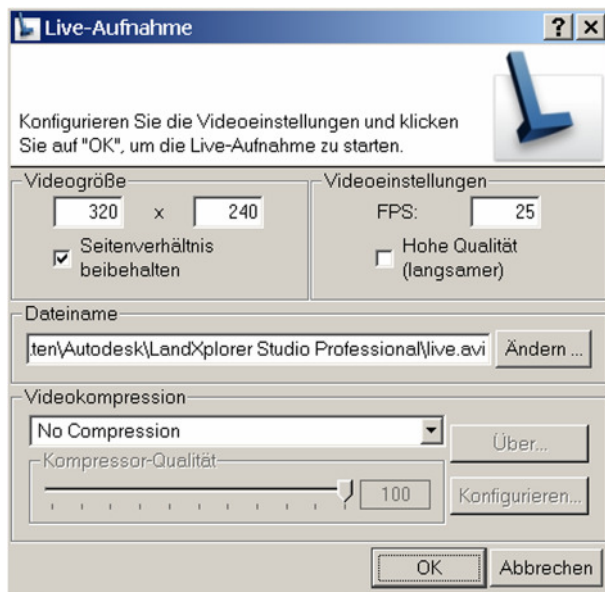 Live-Aufnahme
Konfigurieren Sie die Videoeinstellungen und klicken
Sie auf "OK", um die Live-Aufnahme zu starten.
Videogröße
320 x 240
Seitenverhältnis
beibehalten
Videoeinstellungen
FPS: 25
Hohe Qualität
(langsamer)
Dateiname
.ten\Autodesk\LandXplorer Studio Professional\live.avi Ändern ...
Videokompression
No Compression
Über...
Kompressor-Qualität
100
Konfigurieren...
OK Abbrechen